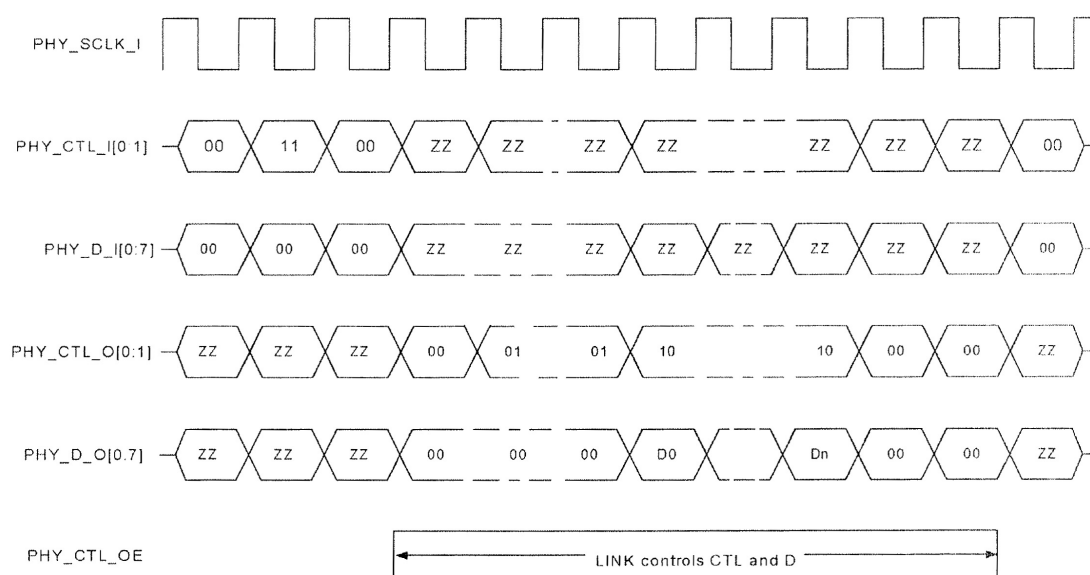 PHY_SCLK_I
PHY_CTL_I[0 1] 00 11 00 ZZ ZZ ZZ ZZ ZZ ZZ ZZ 00
PHY_D_I[0:7] 00 00 00 ZZ ZZ ZZ ZZ ZZ ZZ ZZ ZZ 00
PHY_CTL_O[0:1] ZZ ZZ ZZ 00 01 01 10 10 00 00 ZZ
PHY_D_O[0.7] ZZ ZZ ZZ 00 00 00 D0 Dn 00 00 ZZ
PHY_CTL_OE LINK controls CTL and D